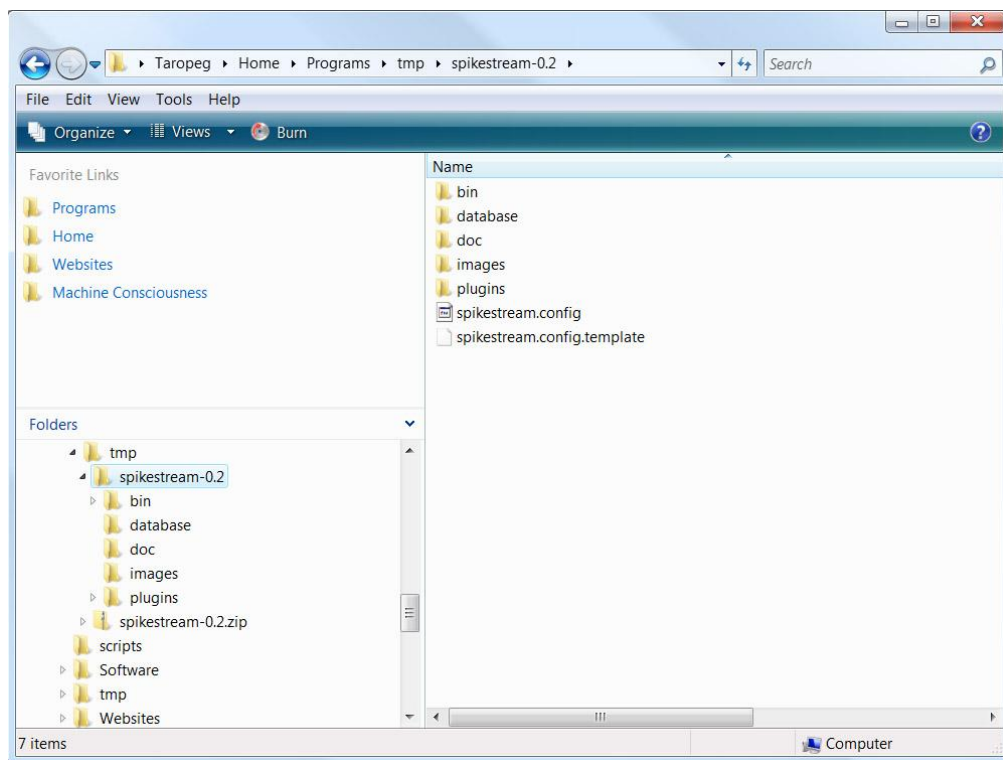 Taropeg Home Programs tmp spikestream-0.2 Search
File Edit View Tools Help
Organize Views Burn
Favorite Links
Programs
Home
Websites
Machine Consciousness
Folders
tmp
spikestream-0.2
bin
database
doc
images
plugins
spikestream-0.2.zip
scripts
Software
tmp
Websites
Name
bin
database
doc
images
plugins
spikestream.config
spikestream.config.template
7 items Computer